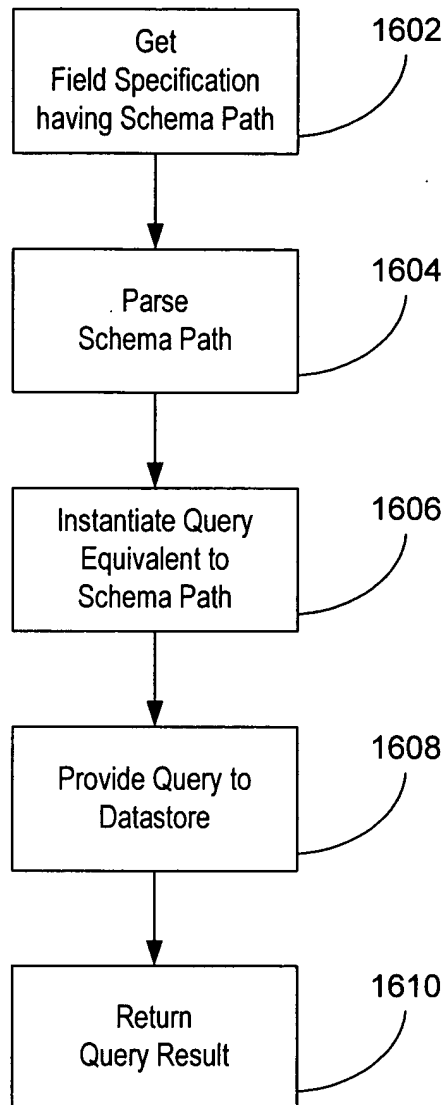 Get
Field Specification
having Schema Path
1602
Parse
Schema Path
1604
Instantiate Query
Equivalent to
Schema Path
1606
Provide Query to
Datastore
1608
Return
Query Result
1610